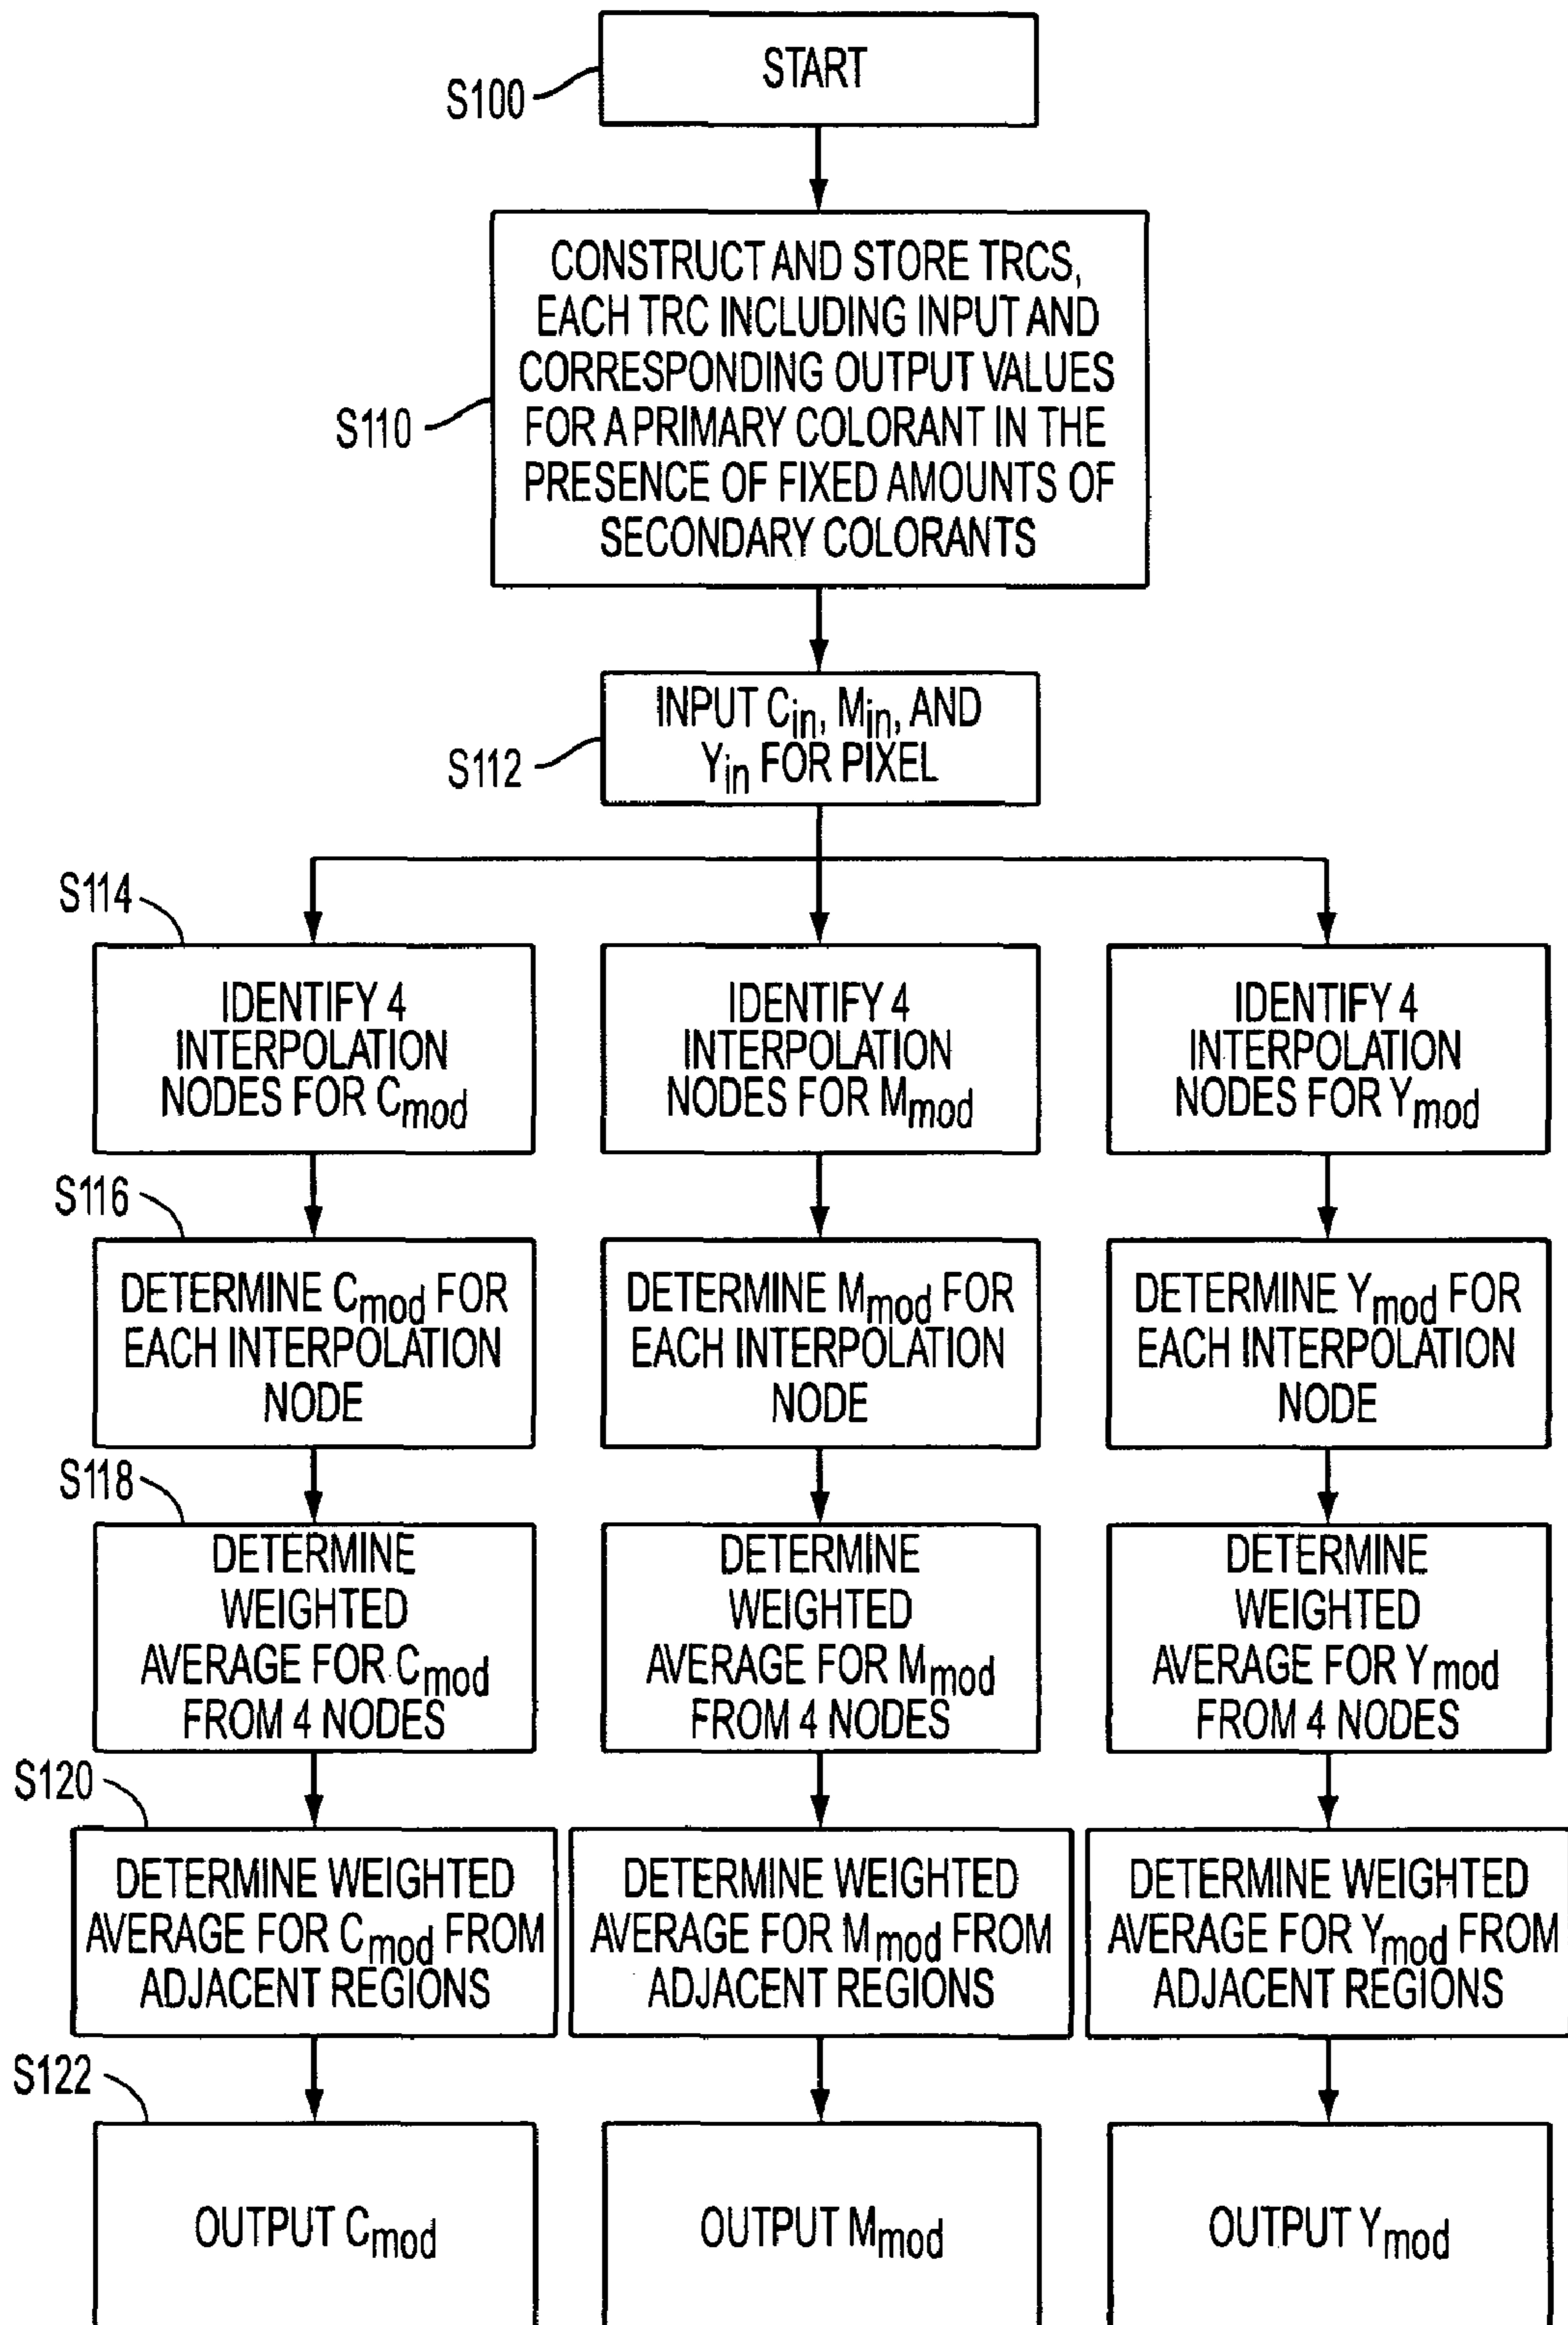 START
S100
CONSTRUCT AND STORE TRCS,
EACH TRC INCLUDING INPUT AND
CORRESPONDING OUTPUT VALUES
FOR A PRIMARY COLORANT IN THE
PRESENCE OF FIXED AMOUNTS OF
SECONDARY COLORANTS
S110
INPUT Cin, Min, AND
Yin FOR PIXEL
S112
S114
IDENTIFY 4
INTERPOLATION
NODES FOR Cmod
IDENTIFY 4
INTERPOLATION
NODES FOR Mmod
IDENTIFY 4
INTERPOLATION
NODES FOR Ymod
S116
DETERMINE Cmod FOR
EACH INTERPOLATION
NODE
DETERMINE Mmod FOR
EACH INTERPOLATION
NODE
DETERMINE Ymod FOR
EACH INTERPOLATION
NODE
S118
DETERMINE
WEIGHTED
AVERAGE FOR Cmod
FROM 4 NODES
DETERMINE
WEIGHTED
AVERAGE FOR Mmod
FROM 4 NODES
DETERMINE
WEIGHTED
AVERAGE FOR Ymod
FROM 4 NODES
S120
DETERMINE WEIGHTED
AVERAGE FOR Cmod FROM
ADJACENT REGIONS
DETERMINE WEIGHTED
AVERAGE FOR Mmod FROM
ADJACENT REGIONS
DETERMINE WEIGHTED
AVERAGE FOR Ymod FROM
ADJACENT REGIONS
S122
OUTPUT Cmod
OUTPUT Mmod
OUTPUT Ymod